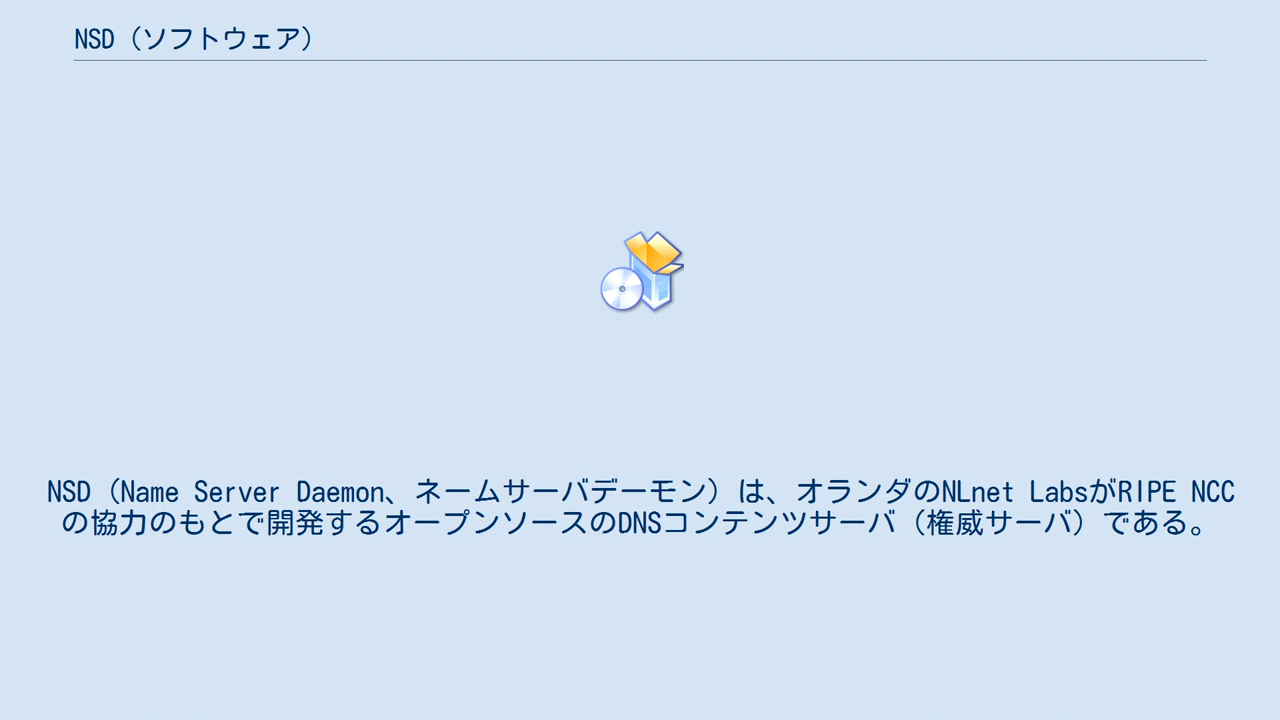 NSD（ソフトウェア）
NSD（Name Server Daemon、ネームサーバデーモン）は、オランダのNLnet LabsがRIPE NCC
の協力のもとで開発するオープンソースのDNSコンテンツサーバ（権威サーバ）である。